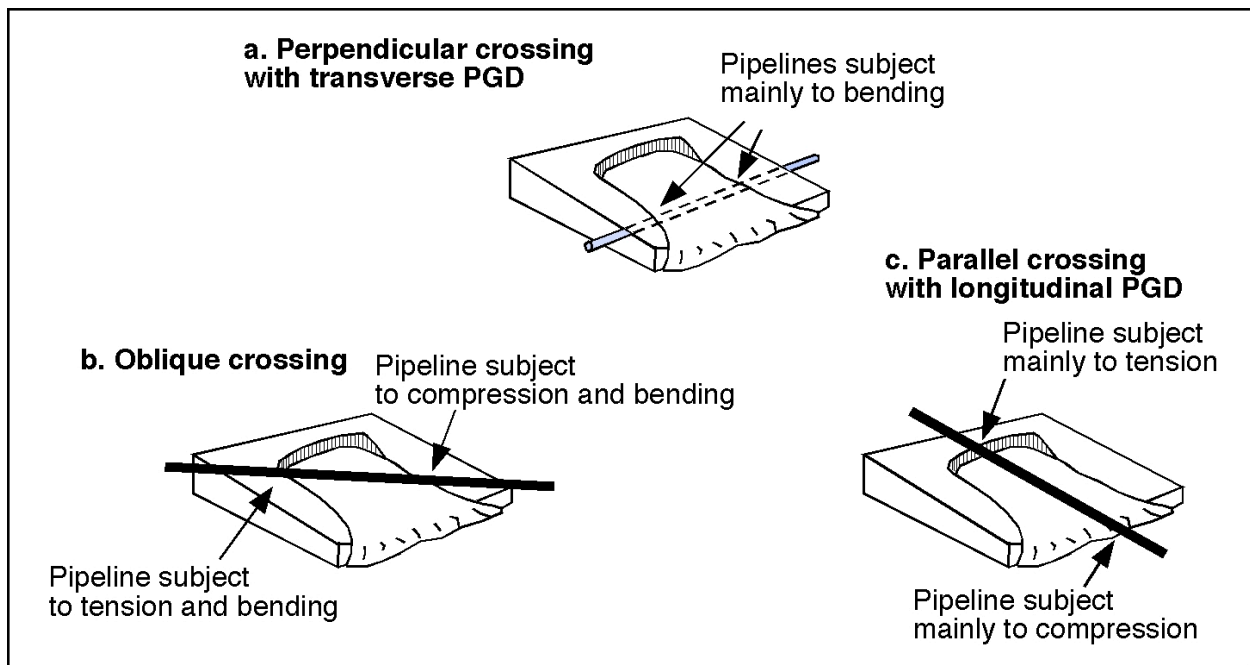 a. Perpendicular crossing
with transverse PGD
Pipelines subject
mainly to bending
b. Oblique crossing
Pipeline subject
to compression and bending
Pipeline subject
to tension and bending
c. Parallel crossing
with longitudinal PGD
Pipeline subject
mainly to tension
Pipeline subject
mainly to compression